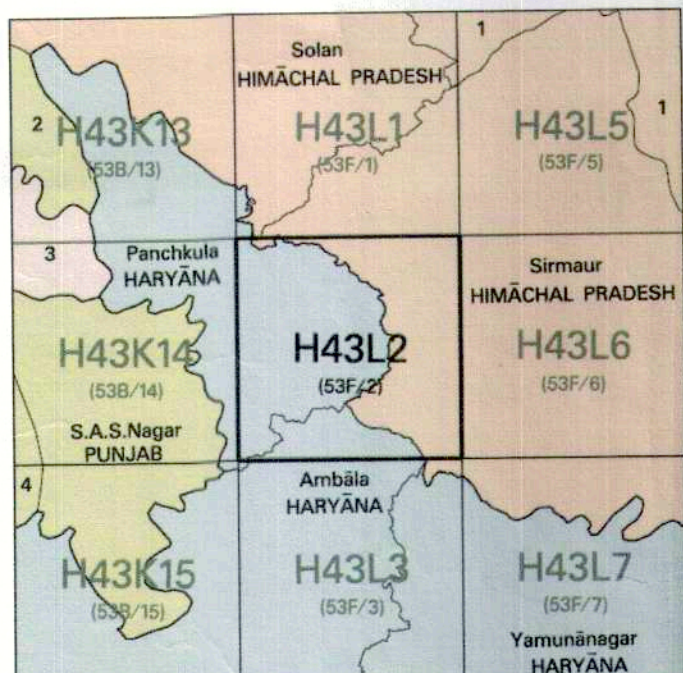 1
Solan
HIMĀCHAL PRADESH
2
H43K13
(53B/13)
H43L1
(53F/1)
H43L5
(53F/5)
1
3
Panchkula
HARYĀNA
Sirmaur
HIMĀCHAL PRADESH
H43K14
(53B/14)
H43L2
(53F/2)
H43L6
(53F/6)
S.A.S.Nagar
PUNJAB
4
Ambāla
HARYĀNA
H43K15
(53B/15)
H43L3
(53F/3)
H43L7
(53F/7)
Yamunānagar
HARYĀNA